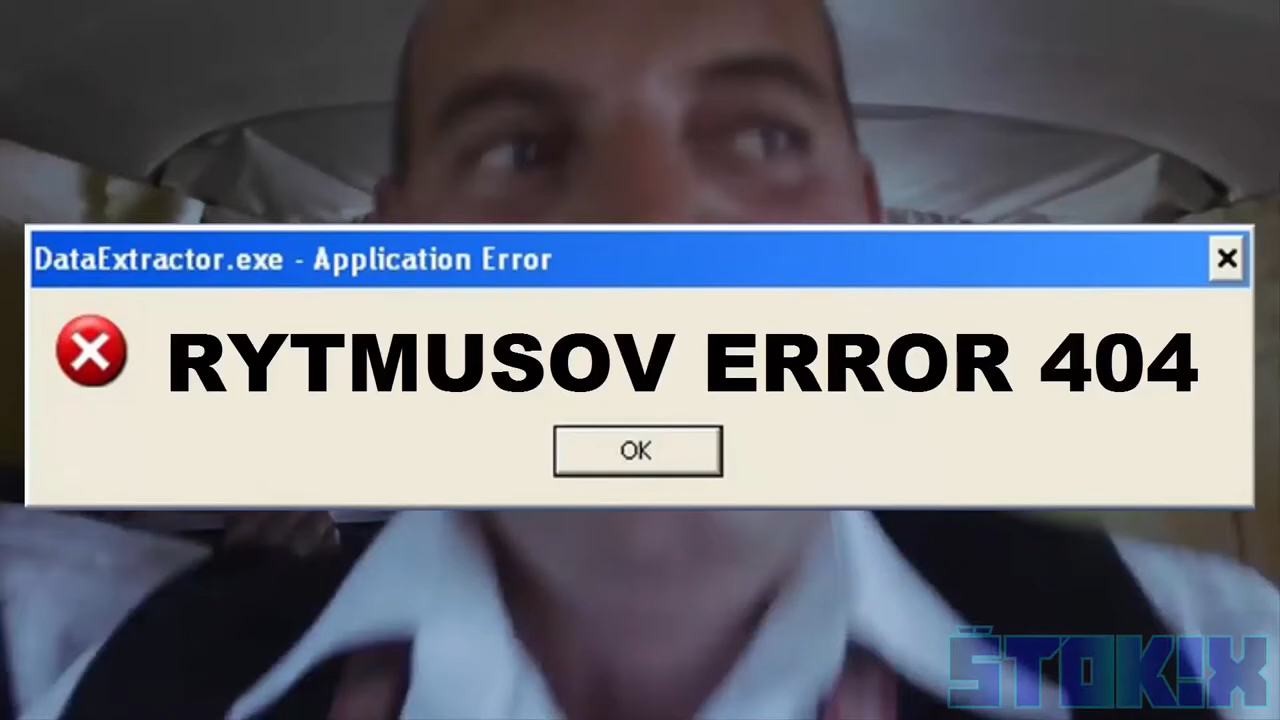 DataExtractor.exe - Application Error
RYTMUSOV ERROR 404
OK
ŠTOK!X